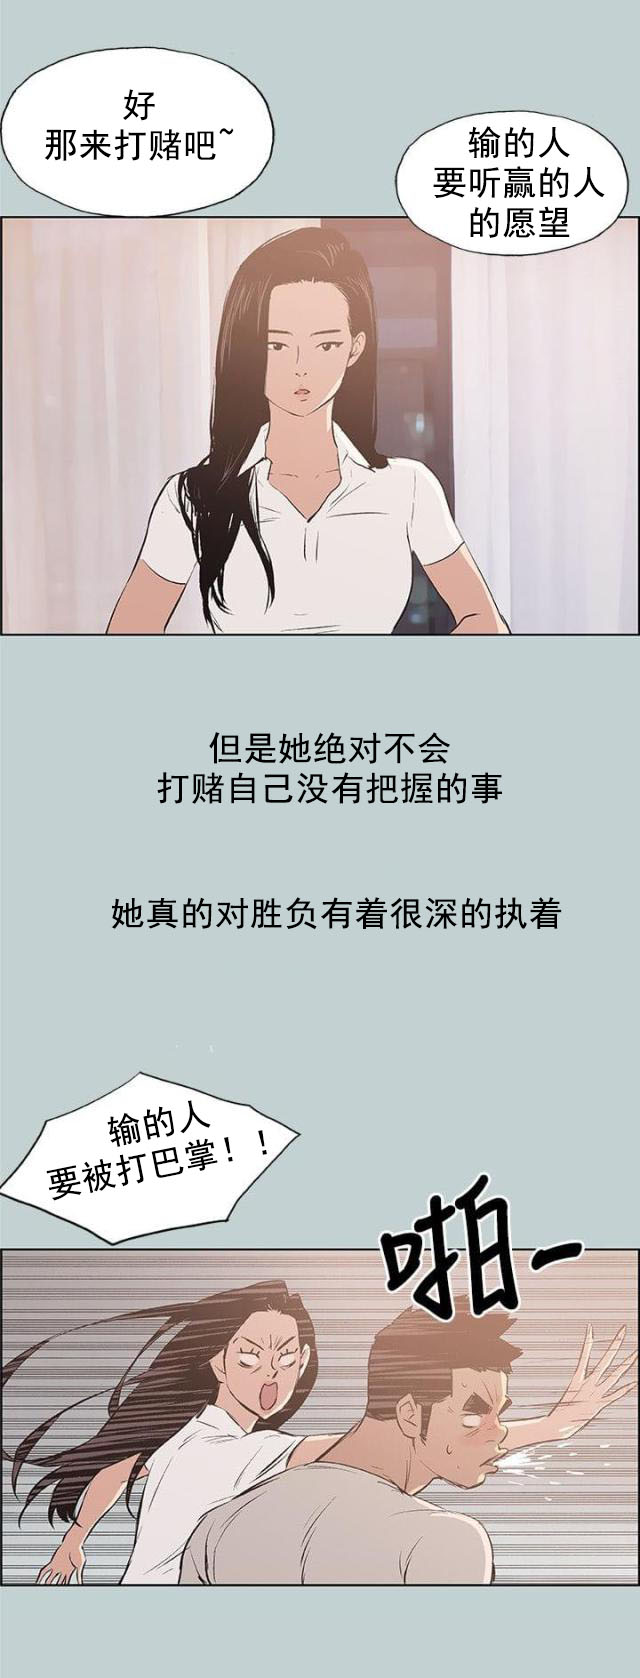 好
那来打赌吧~
输的人
要听赢的人
的愿望
但是她绝对不会
打赌自己没有把握的事
她真的对胜负有着很深的执着
输的人
要被打巴掌！！
啪-